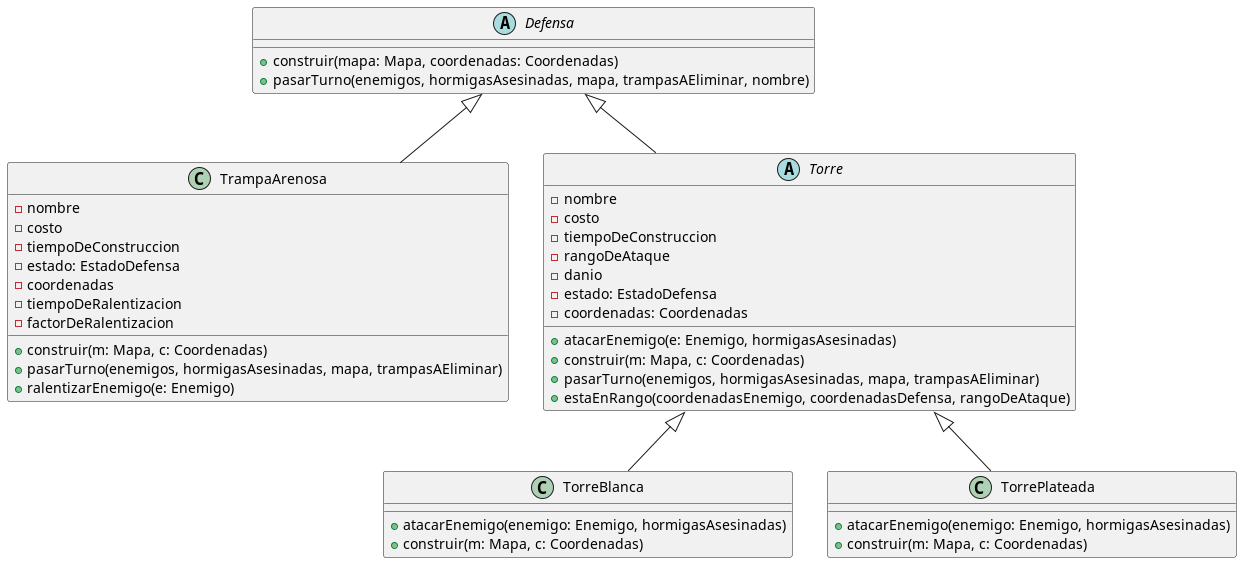 A Defensa
construir(mapa: Mapa, coordenadas: Coordenadas)
pasarTurno(enemigos, hormigasAsesinadas, mapa, trampasAEliminar, nombre)
C TrampaArenosa
nombre
costo
tiempoDeConstruccion
estado: EstadoDefensa
coordenadas
tiempoDeRalentizacion
factorDeRalentizacion
construir(m: Mapa, c: Coordenadas)
pasarTurno(enemigos, hormigasAsesinadas, mapa, trampasAEliminar)
ralentizarEnemigo(e: Enemigo)
A Torre
nombre
costo
tiempoDeConstruccion
rangoDeAtaque
danio
estado: EstadoDefensa
coordenadas: Coordenadas
atacarEnemigo(e: Enemigo, hormigasAsesinadas)
construir(m: Mapa, c: Coordenadas)
pasarTurno(enemigos, hormigasAsesinadas, mapa, trampasAEliminar)
estaEnRango(coordenadasEnemigo, coordenadasDefensa, rangoDeAtaque)
C TorreBlanca
atacarEnemigo(enemigo: Enemigo, hormigasAsesinadas)
construir(m: Mapa, c: Coordenadas)
C TorrePlateada
atacarEnemigo(enemigo: Enemigo, hormigasAsesinadas)
construir(m: Mapa, c: Coordenadas)